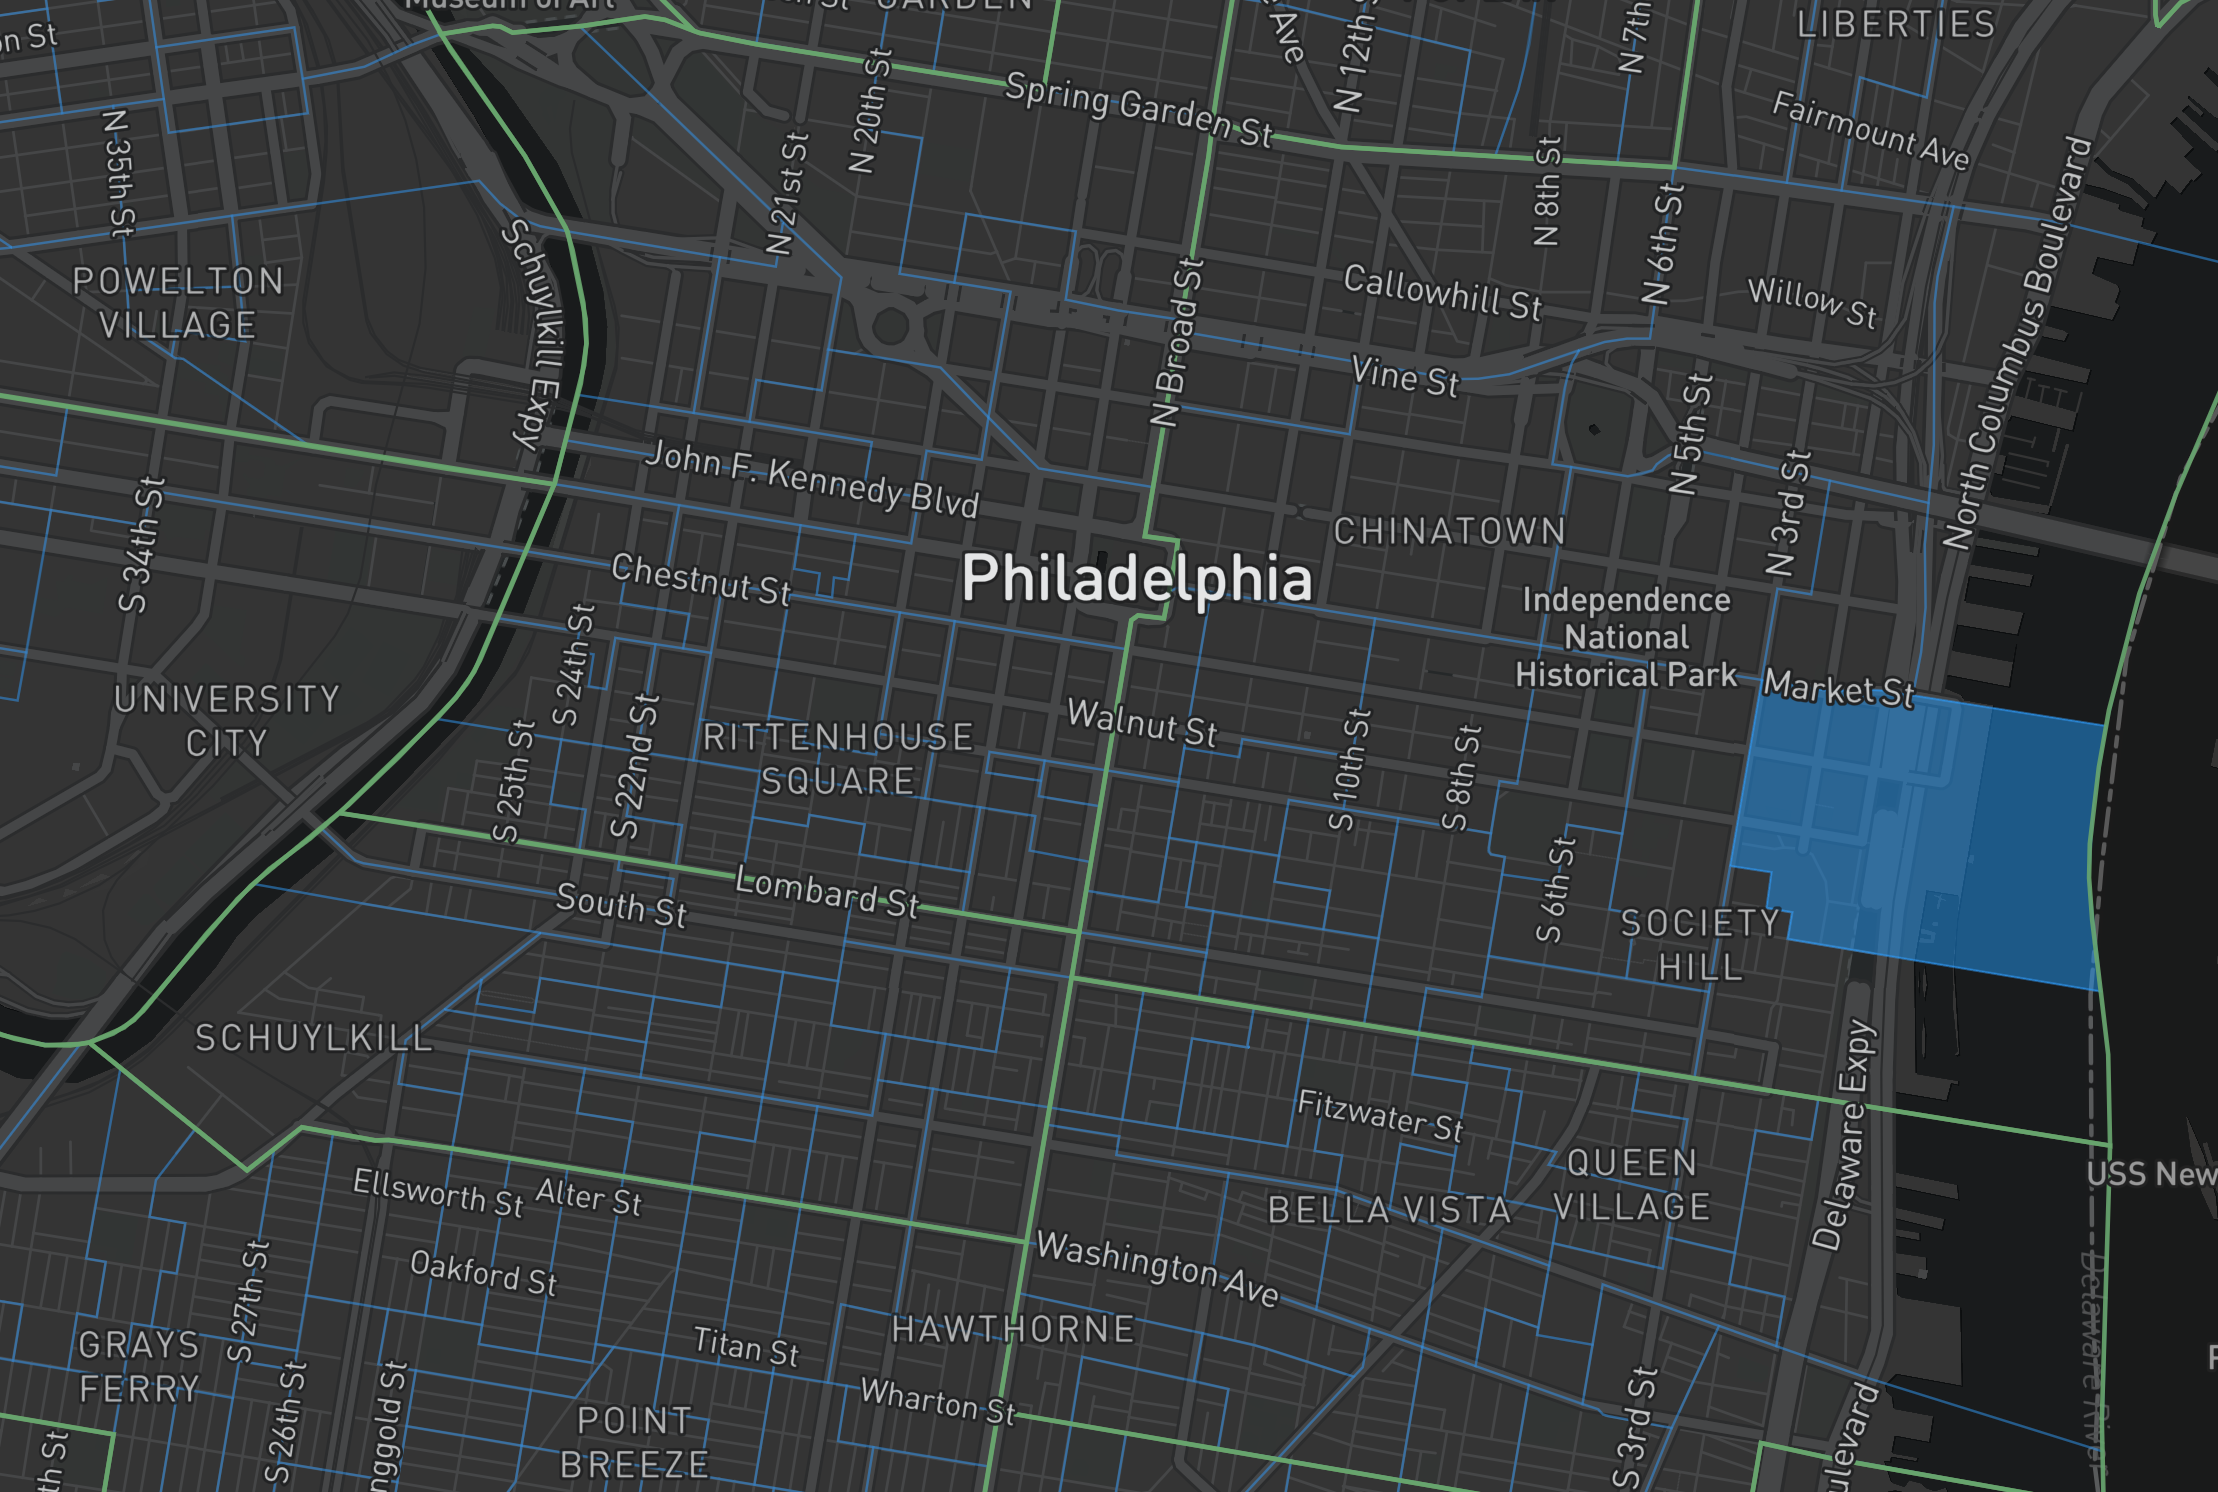 Museum of Art
GARDEN
LIBERTIES
N 12th St
N 7th
N 20th St
Spring Garden St
Fairmount Ave
N 35th St
N 21st St
N 8th St
N 6th St
North Columbus Boulevard
POWELTON
VILLAGE
Schuylkill Expy
N Broad St
Callowhill St
Willow St
Vine St
N 5th St
John F. Kennedy Blvd
N 3rd St
S 34th St
CHINATOWN
Chestnut St
Philadelphia
Independence
National
Historical Park
S 24th St
Market St
UNIVERSITY
CITY
S 25th St
S 22nd St
RITTENHOUSE
SQUARE
Walnut St
S 10th St
S 8th St
S 6th St
Lombard St
South St
SOCIETY
HILL
SCHUYLKILL
Delaware Expy
Fitzwater St
USS New
QUEEN
VILLAGE
BELLA VISTA
Ellsworth St
Alter St
Oakford St
Washington Ave
Delaware River
S 27th St
HAWTHORNE
GRAYS
FERRY
Titan St
S 26th St
nggold St
Wharton St
S 3rd St
ulevard
POINT
BREEZE
th St